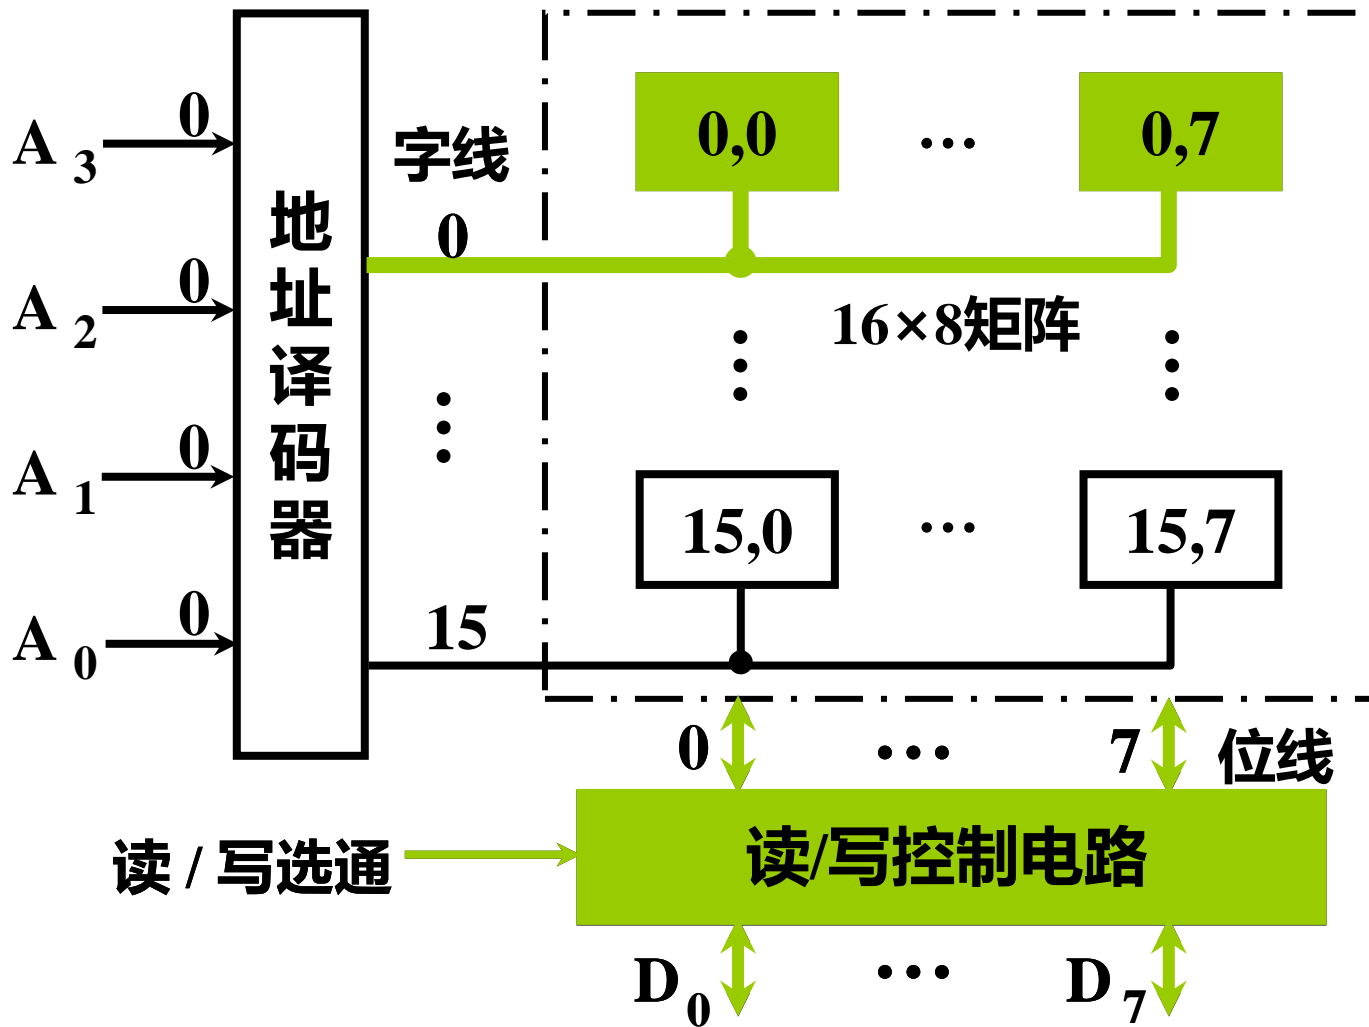 A3 0
A2 0
A1 0
A0 0
地址译码器
字线
0
⋮
15
0,0 … 0,7
16×8矩阵
⋮ ⋮
15,0 … 15,7
0 … 7 位线
读 / 写选通
读/写控制电路
D0 … D7